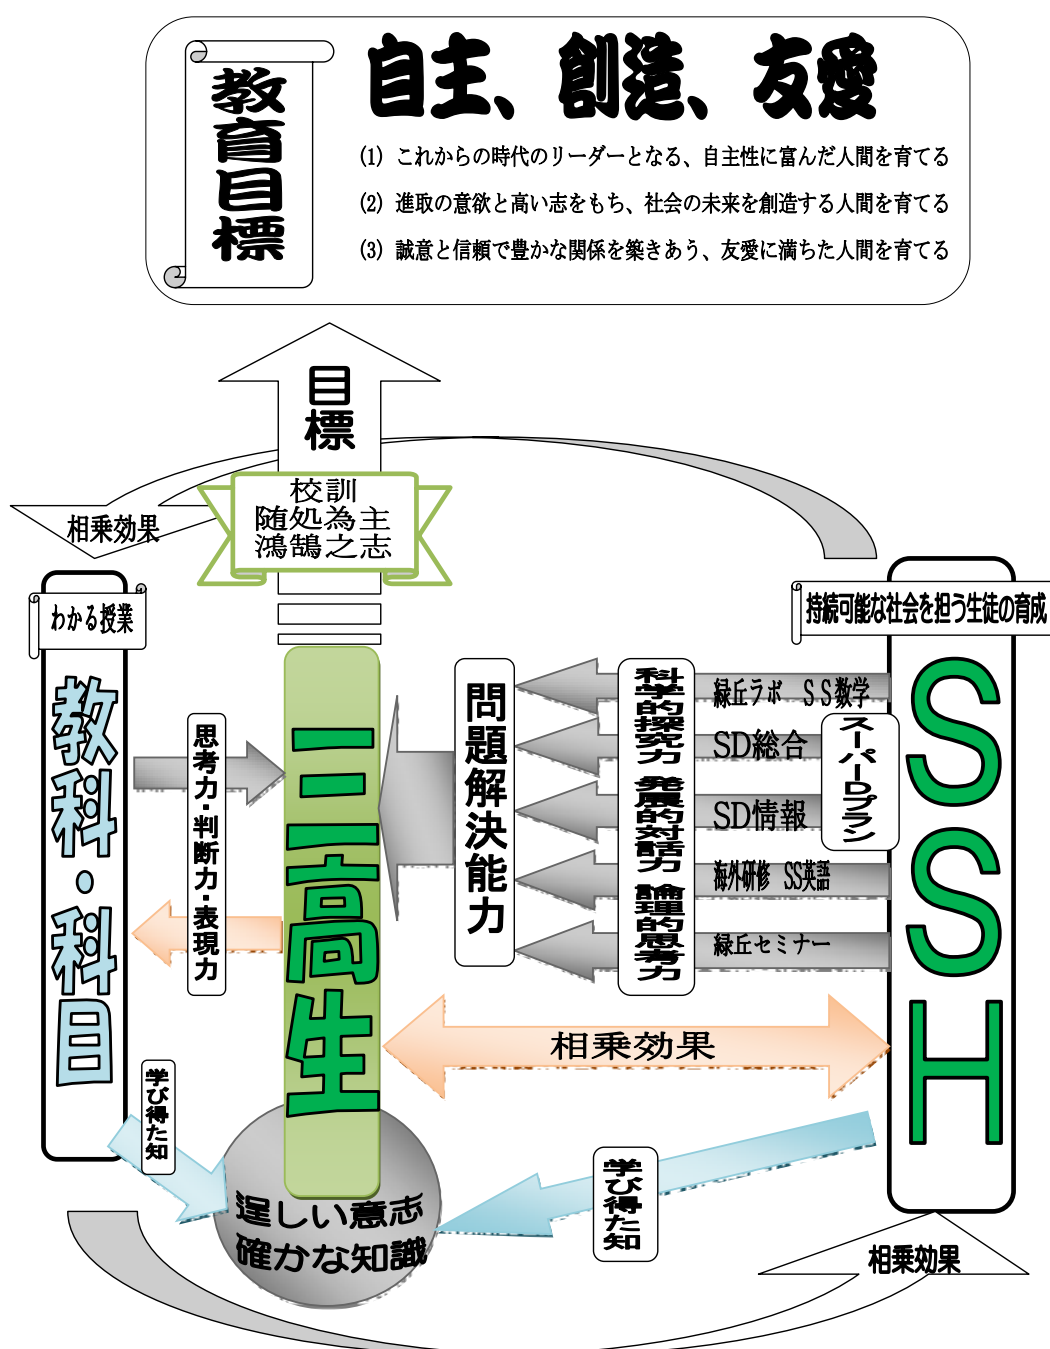 教育目標
自主、創造、友愛
(1) これからの時代のリーダーとなる、自主性に富んだ人間を育てる
(2) 進取の意欲と高い志をもち、社会の未来を創造する人間を育てる
(3) 誠意と信頼で豊かな関係を築きあう、友愛に満ちた人間を育てる
目標
相乗効果
校訓
随処為主
鴻鵠之志
わかる授業
教科・科目
思考力・判断力・表現力
二三高生
問題解決能力
科学的探究力 発展的対話力 論理的思考力
緑丘ラボ SS数学
SD総合
SD情報
海外研修 SS英語
緑丘セミナー
スーパーDプラン
持続可能な社会を担う生徒の育成
SSH
相乗効果
学び得た知
学び得た知
逞しい意志
確かな知識
相乗効果